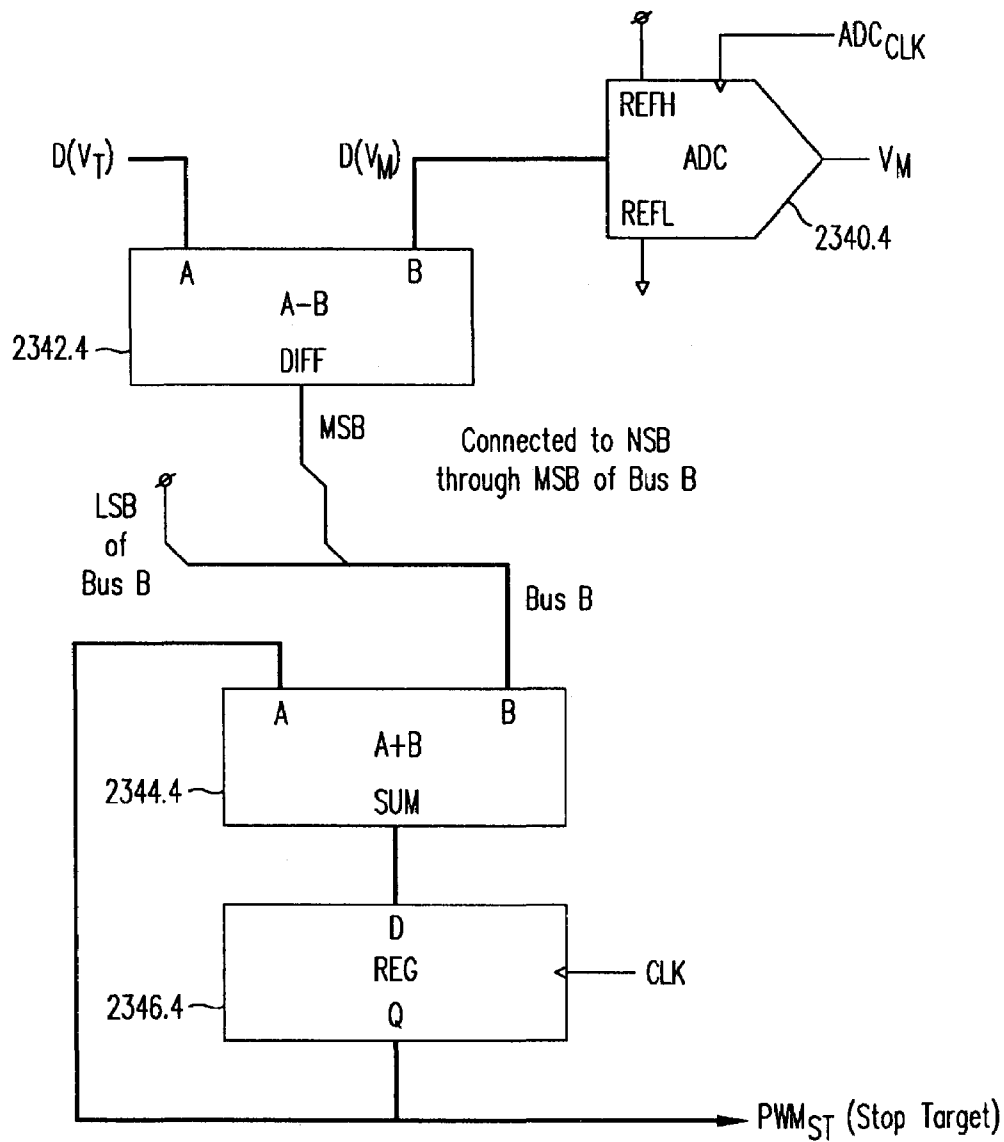 ADC_CLK
REFH
D(V_T)
D(V_M)
ADC
V_M
REFL
2340.4
A
B
A-B
2342.4
DIFF
MSB
Connected to NSB
through MSB of Bus B
LSB
of
Bus B
Bus B
A
B
A+B
2344.4
SUM
D
REG
CLK
2346.4
Q
PWM_ST (Stop Target)